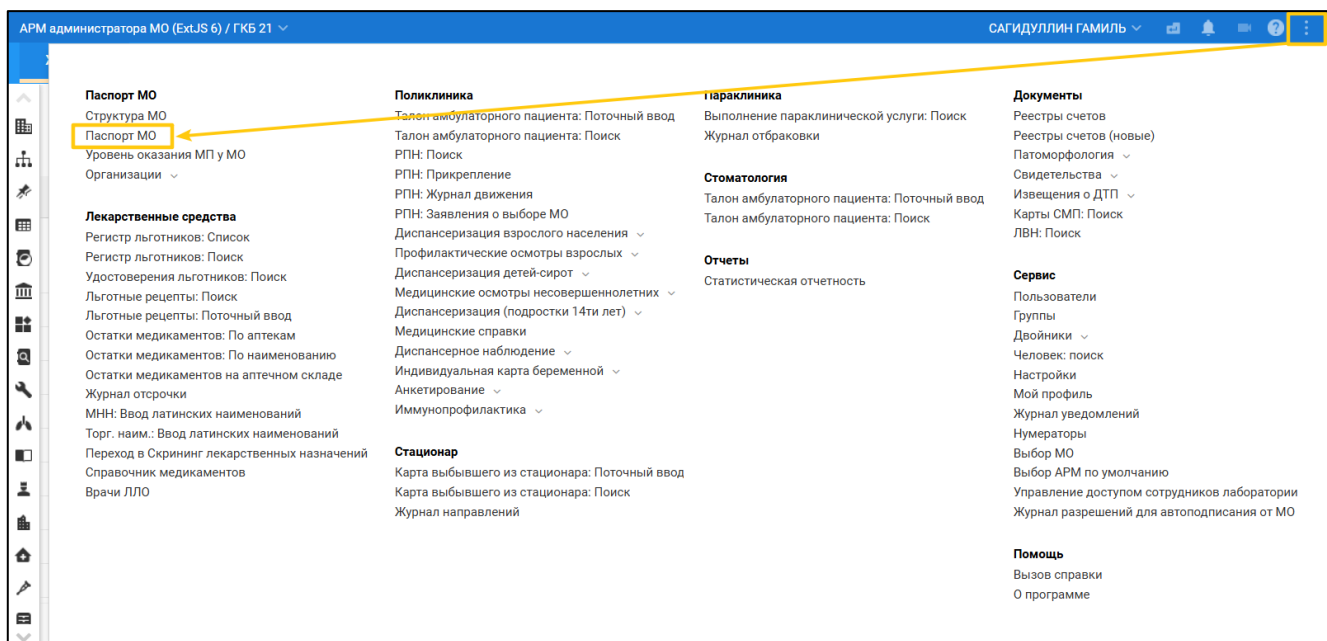 АРМ администратора МО (ExtJS 6) / ГКБ 21
САГИДУЛЛИН ГАМИЛЬ
Паспорт МО
Структура МО
Паспорт МО
Уровень оказания МП у МО
Организации
Лекарственные средства
Регистр льготников: Список
Регистр льготников: Поиск
Удостоверения льготников: Поиск
Льготные рецепты: Поиск
Льготные рецепты: Поточный ввод
Остатки медикаментов: По аптекам
Остатки медикаментов: По наименованию
Остатки медикаментов на аптечном складе
Журнал отсрочки
МНН: Ввод латинских наименований
Торг. наим.: Ввод латинских наименований
Переход в Скрининг лекарственных назначений
Справочник медикаментов
Врачи ЛЛО
Поликлиника
Талон амбулаторного пациента: Поточный ввод
Талон амбулаторного пациента: Поиск
РПН: Поиск
РПН: Прикрепление
РПН: Журнал движения
РПН: Заявления о выборе МО
Диспансеризация взрослого населения
Профилактические осмотры взрослых
Диспансеризация детей-сирот
Медицинские осмотры несовершеннолетних
Диспансеризация (подростки 14ти лет)
Медицинские справки
Диспансерное наблюдение
Индивидуальная карта беременной
Анкетирование
Иммунопрофилактика
Стационар
Карта выбывшего из стационара: Поточный ввод
Карта выбывшего из стационара: Поиск
Журнал направлений
Параклиника
Выполнение параклинической услуги: Поиск
Журнал отбраковки
Стоматология
Талон амбулаторного пациента: Поточный ввод
Талон амбулаторного пациента: Поиск
Отчеты
Статистическая отчетность
Документы
Реестры счетов
Реестры счетов (новые)
Патоморфология
Свидетельства
Извещения о ДТП
Карты СМП: Поиск
ЛВН: Поиск
Сервис
Пользователи
Группы
Двойники
Человек: поиск
Настройки
Мой профиль
Журнал уведомлений
Нумераторы
Выбор МО
Выбор АРМ по умолчанию
Управление доступом сотрудников лаборатории
Журнал разрешений для автоподписания от МО
Помощь
Вызов справки
О программе